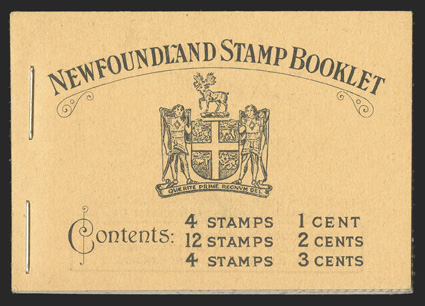 NEWFOUNDLAND STAMP BOOKLET
QUÆRITE PRIME REGNUM DEI
Contents:
4 STAMPS 1 CENT
12 STAMPS 2 CENTS
4 STAMPS 3 CENTS